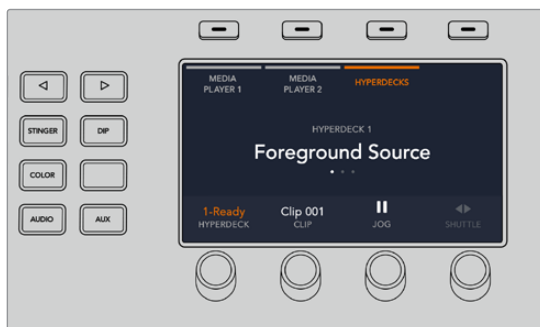 MEDIA
PLAYER 1
MEDIA
PLAYER 2
HYPERDECKS
HYPERDECK 1
Foreground Source
1-Ready
HYPERDECK
Clip 001
CLIP
JOG
SHUTTLE
STINGER
DIP
COLOR
AUDIO
AUX